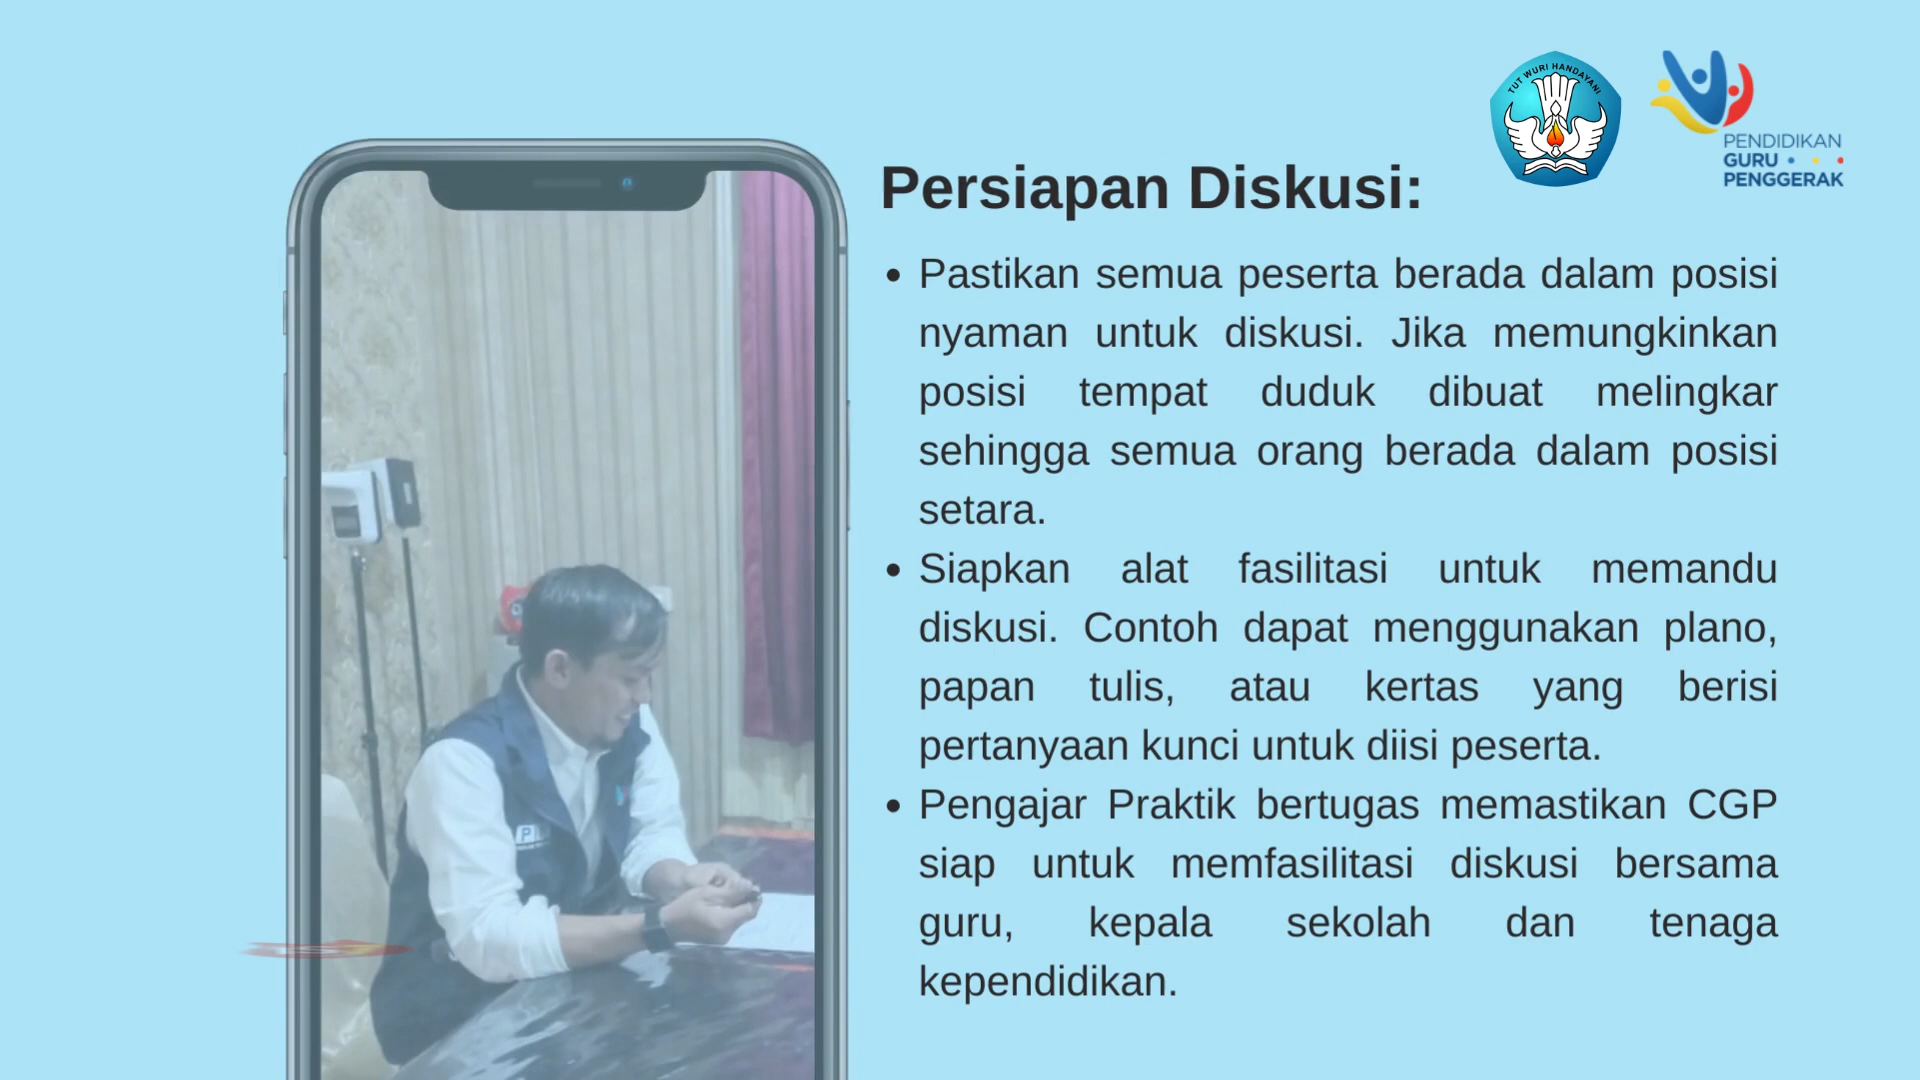 TUT WURI HANDAYANI
PENDIDIKAN
GURU
PENGGERAK
Persiapan Diskusi:
• Pastikan semua peserta berada dalam posisi
nyaman untuk diskusi. Jika memungkinkan
posisi tempat duduk dibuat melingkar
sehingga semua orang berada dalam posisi
setara.
• Siapkan alat fasilitasi untuk memandu
diskusi. Contoh dapat menggunakan plano,
papan tulis, atau kertas yang berisi
pertanyaan kunci untuk diisi peserta.
• Pengajar Praktik bertugas memastikan CGP
siap untuk memfasilitasi diskusi bersama
guru, kepala sekolah dan tenaga
kependidikan.